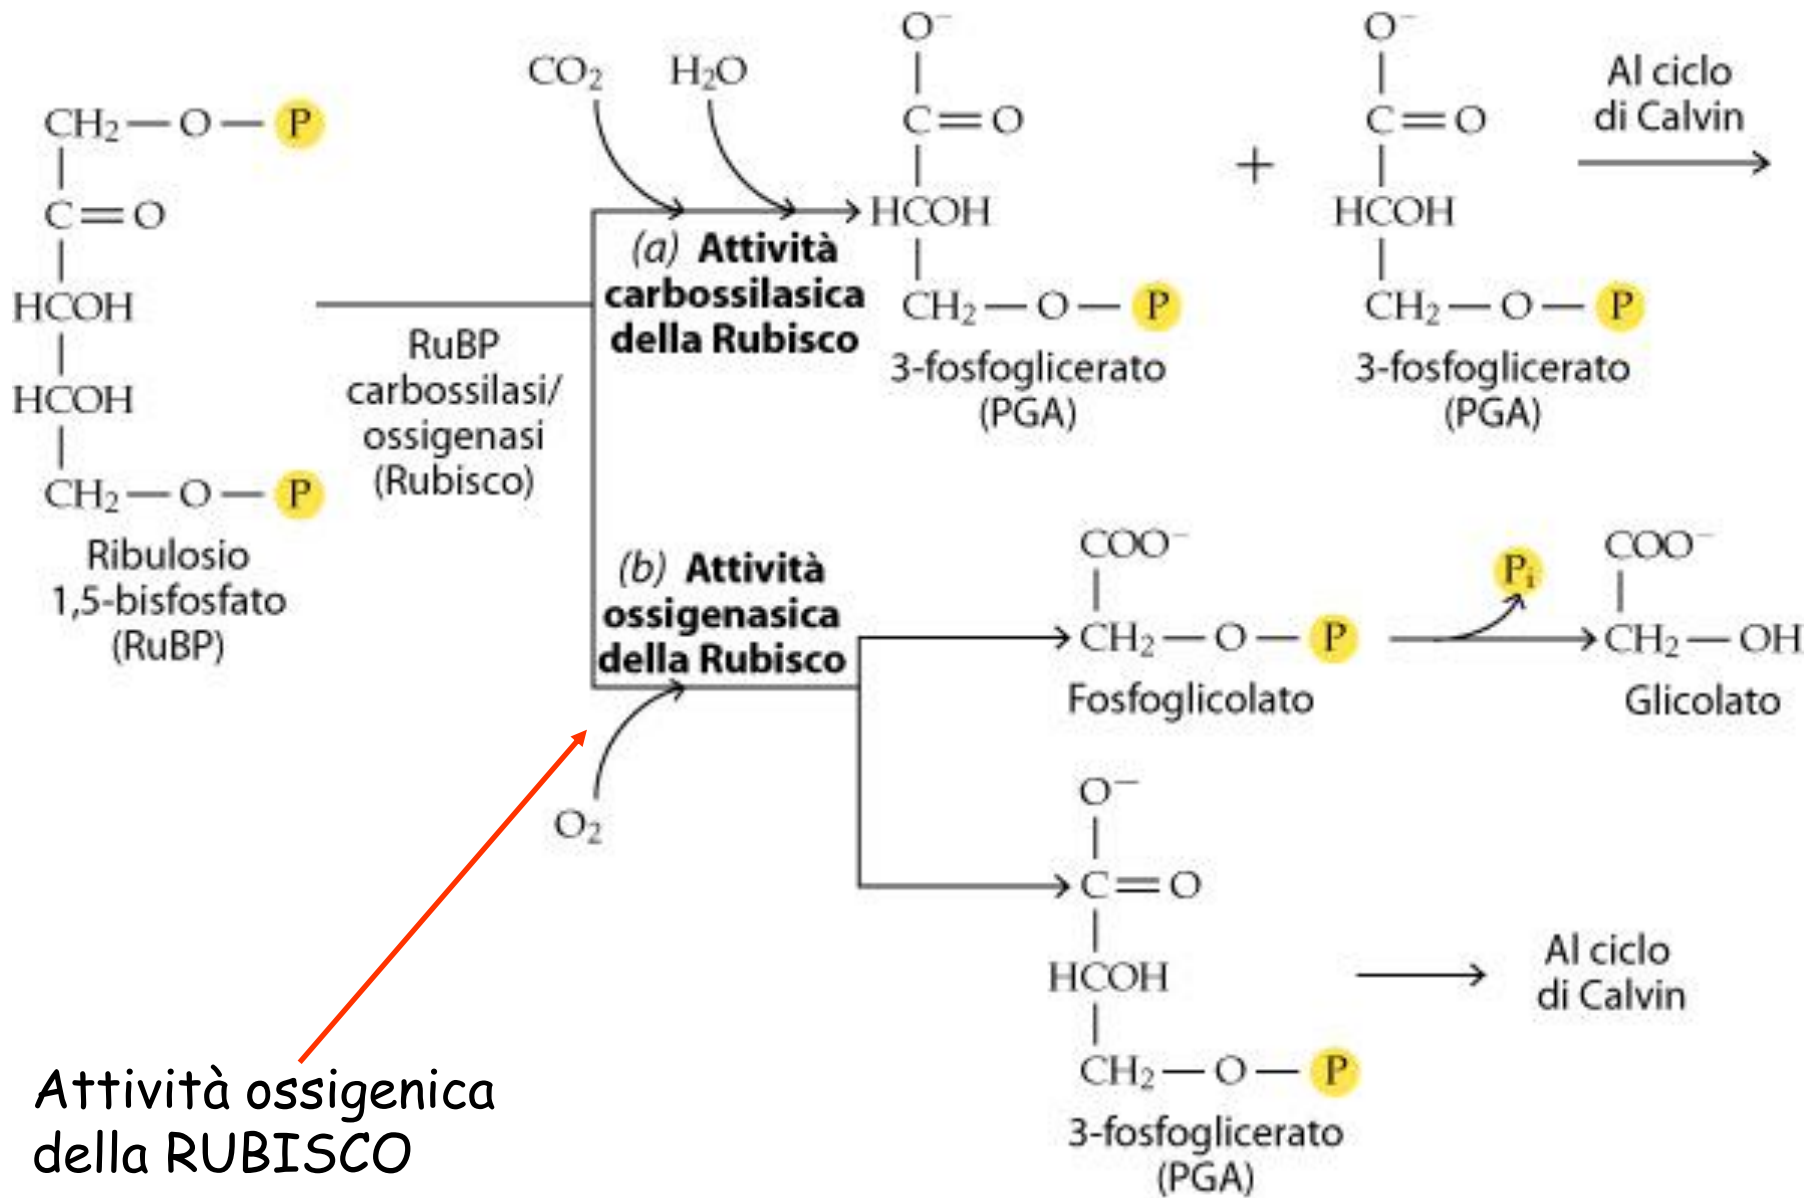 CH₂—O—P
C=O
HCOH
HCOH
CH₂—O—P
Ribulosio
1,5-bisfosfato
(RuBP)
RuBP
carbossilasi/
ossigenasi
(Rubisco)
CO₂
H₂O
(a) Attività
carbossilasica
della Rubisco
O⁻
C=O
HCOH
CH₂—O—P
3-fosfoglicerato
(PGA)
+
O⁻
C=O
HCOH
CH₂—O—P
3-fosfoglicerato
(PGA)
Al ciclo
di Calvin
(b) Attività
ossigenasica
della Rubisco
O₂
COO⁻
CH₂—O—P
Fosfoglicolato
Pi
COO⁻
CH₂—OH
Glicolato
O⁻
C=O
HCOH
CH₂—O—P
3-fosfoglicerato
(PGA)
Al ciclo
di Calvin
Attività ossigenica
della RUBISCO